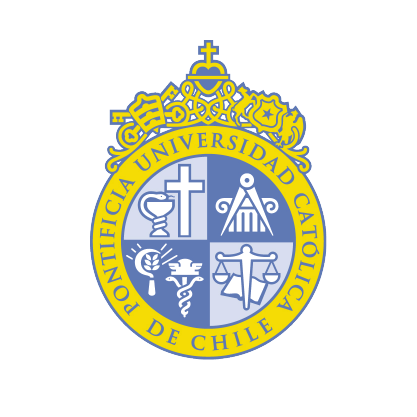 PONTIFICIA UNIVERSIDAD CATÓLICA
DE CHILE